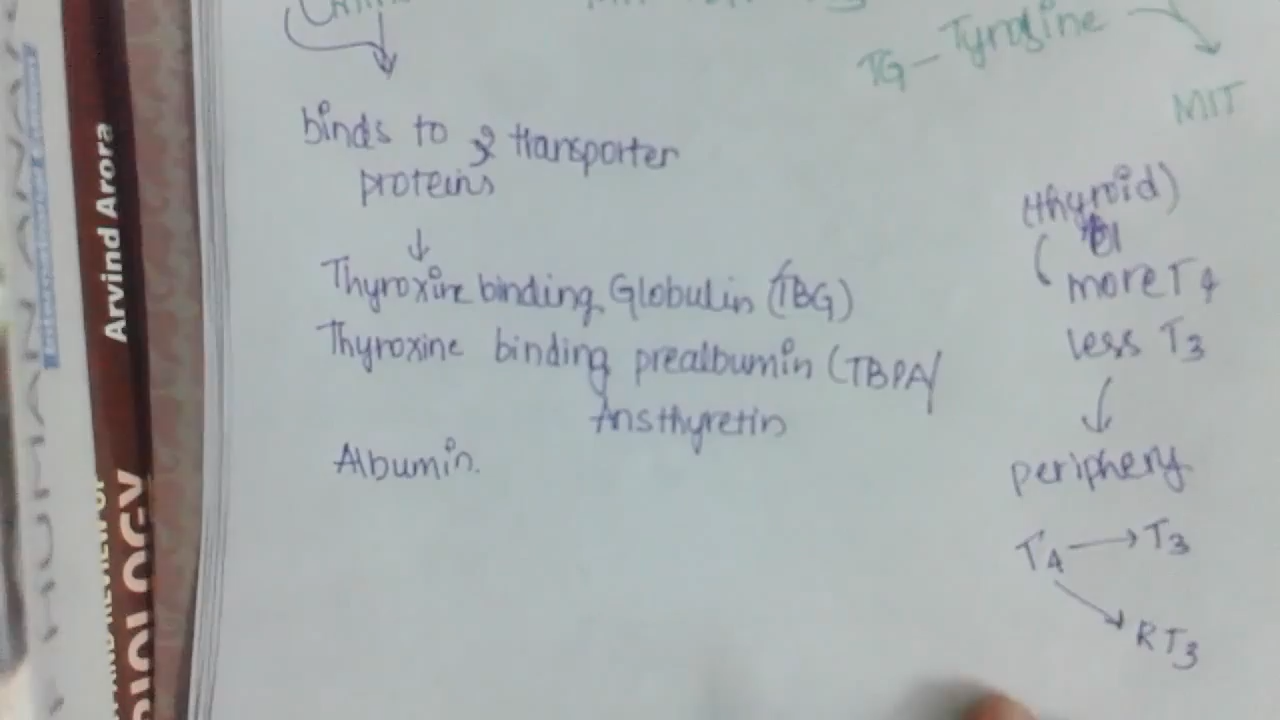 TG - Tyrosine
MIT
binds to 3 transporter
proteins
Thyroxine binding Globulin (TBG)
Thyroxine binding prealbumin (TBPA/
Transthyretin
Albumin.
(thyroid)
more T4
less T3
periphery
T4 → T3
RT3
Arvind Arora